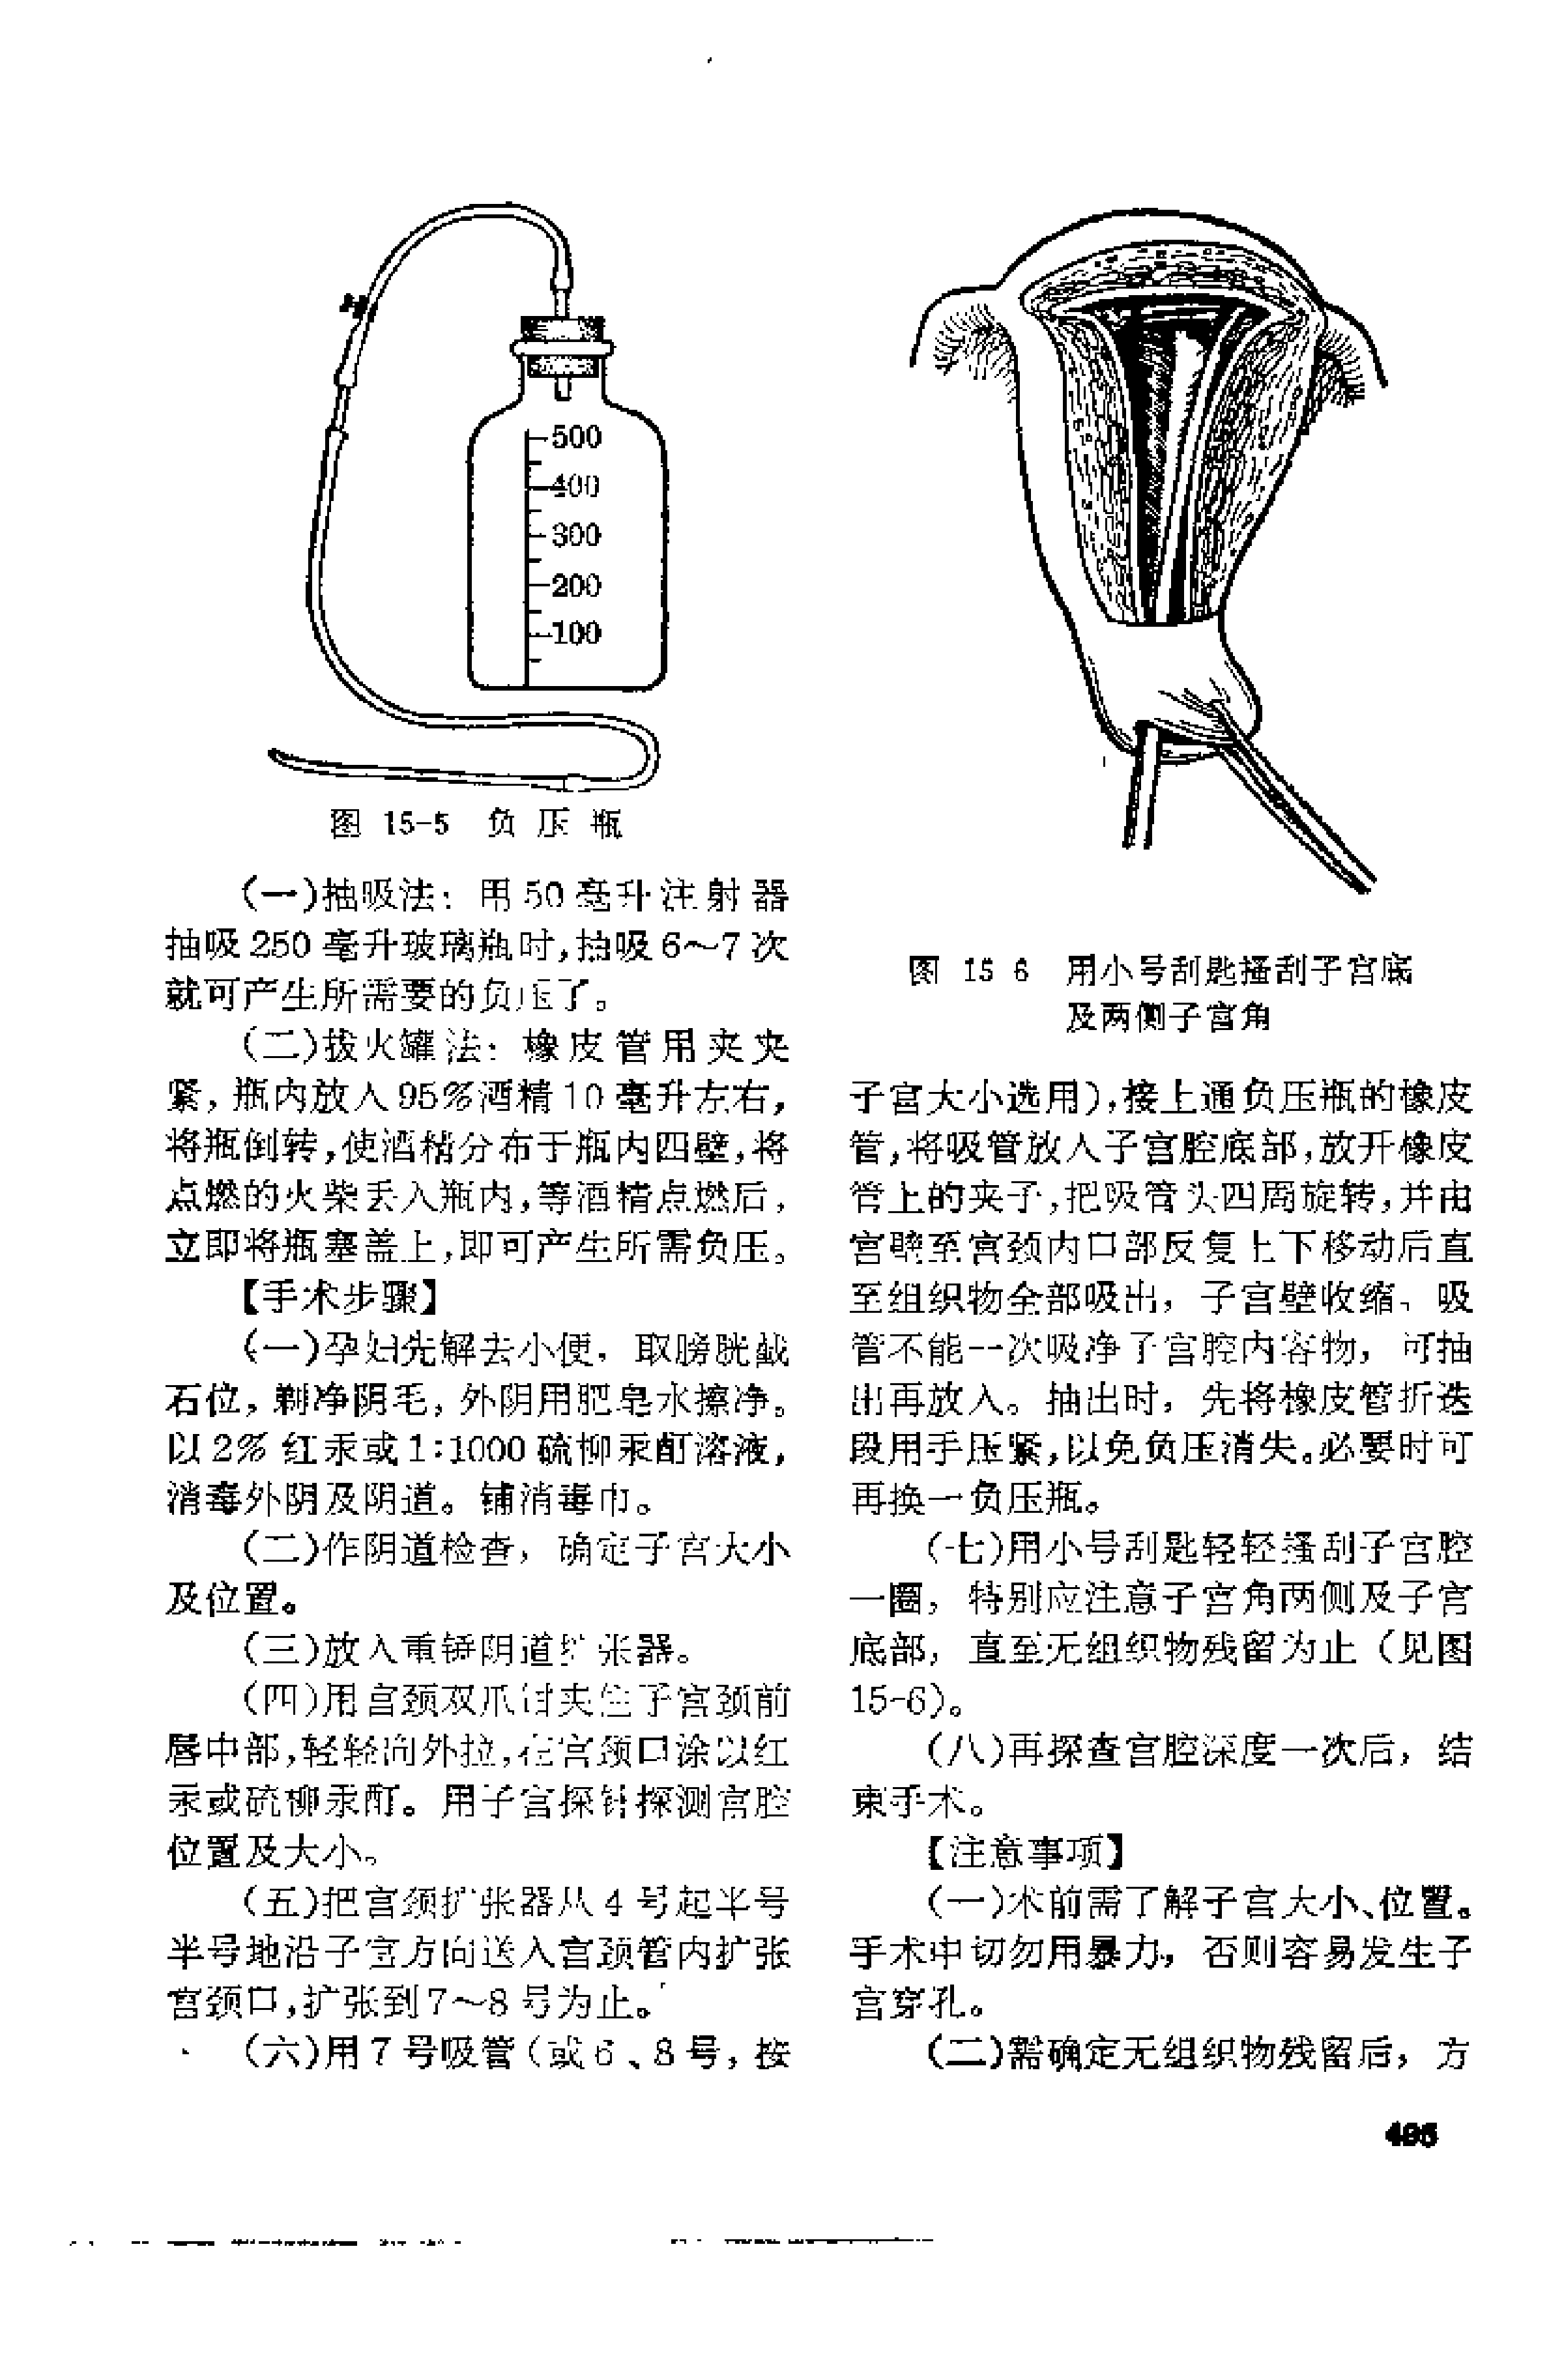 500
400
300
200
100
图 15-5 负压瓶
(一)抽吸法：用50毫升注射器
抽吸250毫升玻璃瓶时，抽吸6～7次
就可产生所需要的负压了。
(二)拔火罐法：橡皮管用夹夹
紧，瓶内放入95%酒精10毫升左右，
将瓶倒转，使酒精分布于瓶内四壁，将
点燃的火柴丢入瓶内，等酒精点燃后，
立即将瓶塞盖上，即可产生所需负压。
【手术步骤】
(一)孕妇先解去小便，取膀胱截
石位，剃净阴毛，外阴用肥皂水擦净。
以2%红汞或1:1000硫柳汞酊溶液，
消毒外阴及阴道。铺消毒巾。
(二)作阴道检查，确定子宫大小
及位置。
(三)放入重锤阴道扩张器。
(四)用宫颈双爪钳夹住子宫颈前
唇中部，轻轻向外拉，在宫颈口涂以红
汞或硫柳汞酊。用子宫探针探测宫腔
位置及大小。
(五)把宫颈扩张器从4号起半号
半号地沿子宫方向送入宫颈管内扩张
宫颈口，扩张到7～8号为止。
(六)用7号吸管(或6、8号，按
图 15 6 用小号刮匙搔刮子宫底
及两侧子宫角
子宫大小选用)，接上通负压瓶的橡皮
管，将吸管放入子宫腔底部，放开橡皮
管上的夹子，把吸管头四周旋转，并由
宫腔至宫颈内口部反复上下移动后直
至组织物全部吸出，子宫壁收缩。吸
管不能一次吸净子宫腔内容物，可抽
出再放入。抽出时，先将橡皮管折迭
段用手压紧，以免负压消失。必要时可
再换一负压瓶。
(七)用小号刮匙轻轻搔刮子宫腔
一圈，特别应注意子宫角两侧及子宫
底部，直至无组织物残留为止（见图
15-6)。
(八)再探查宫腔深度一次后，结
束手术。
【注意事项】
(一)术前需了解子宫大小、位置。
手术中切勿用暴力，否则容易发生子
宫穿孔。
(二)需确定无组织物残留后，方
495